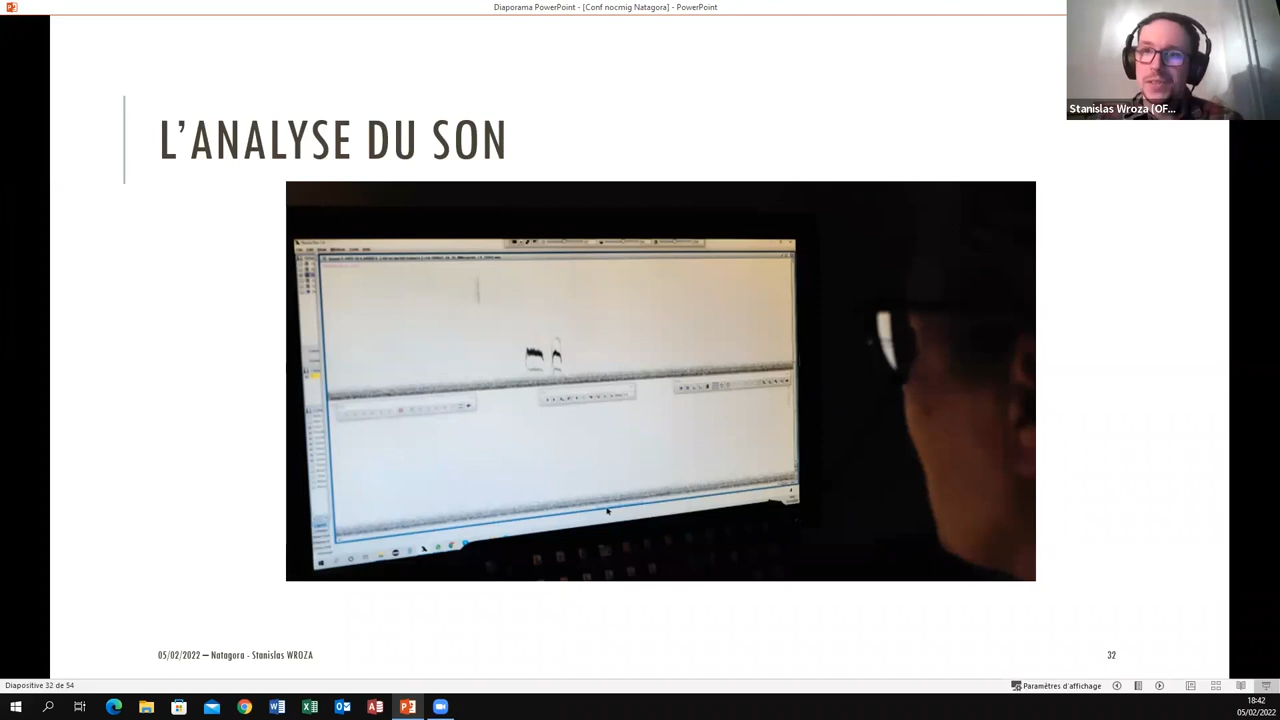 Diaporama PowerPoint - [Conf nocmig Natagora] - PowerPoint
Stanislas Wroza (OF...
L'ANALYSE DU SON
05/02/2022 – Natagora - Stanislas WROZA
32
Diapositive 32 de 54
Paramètres d'affichage
18:42
05/02/2022